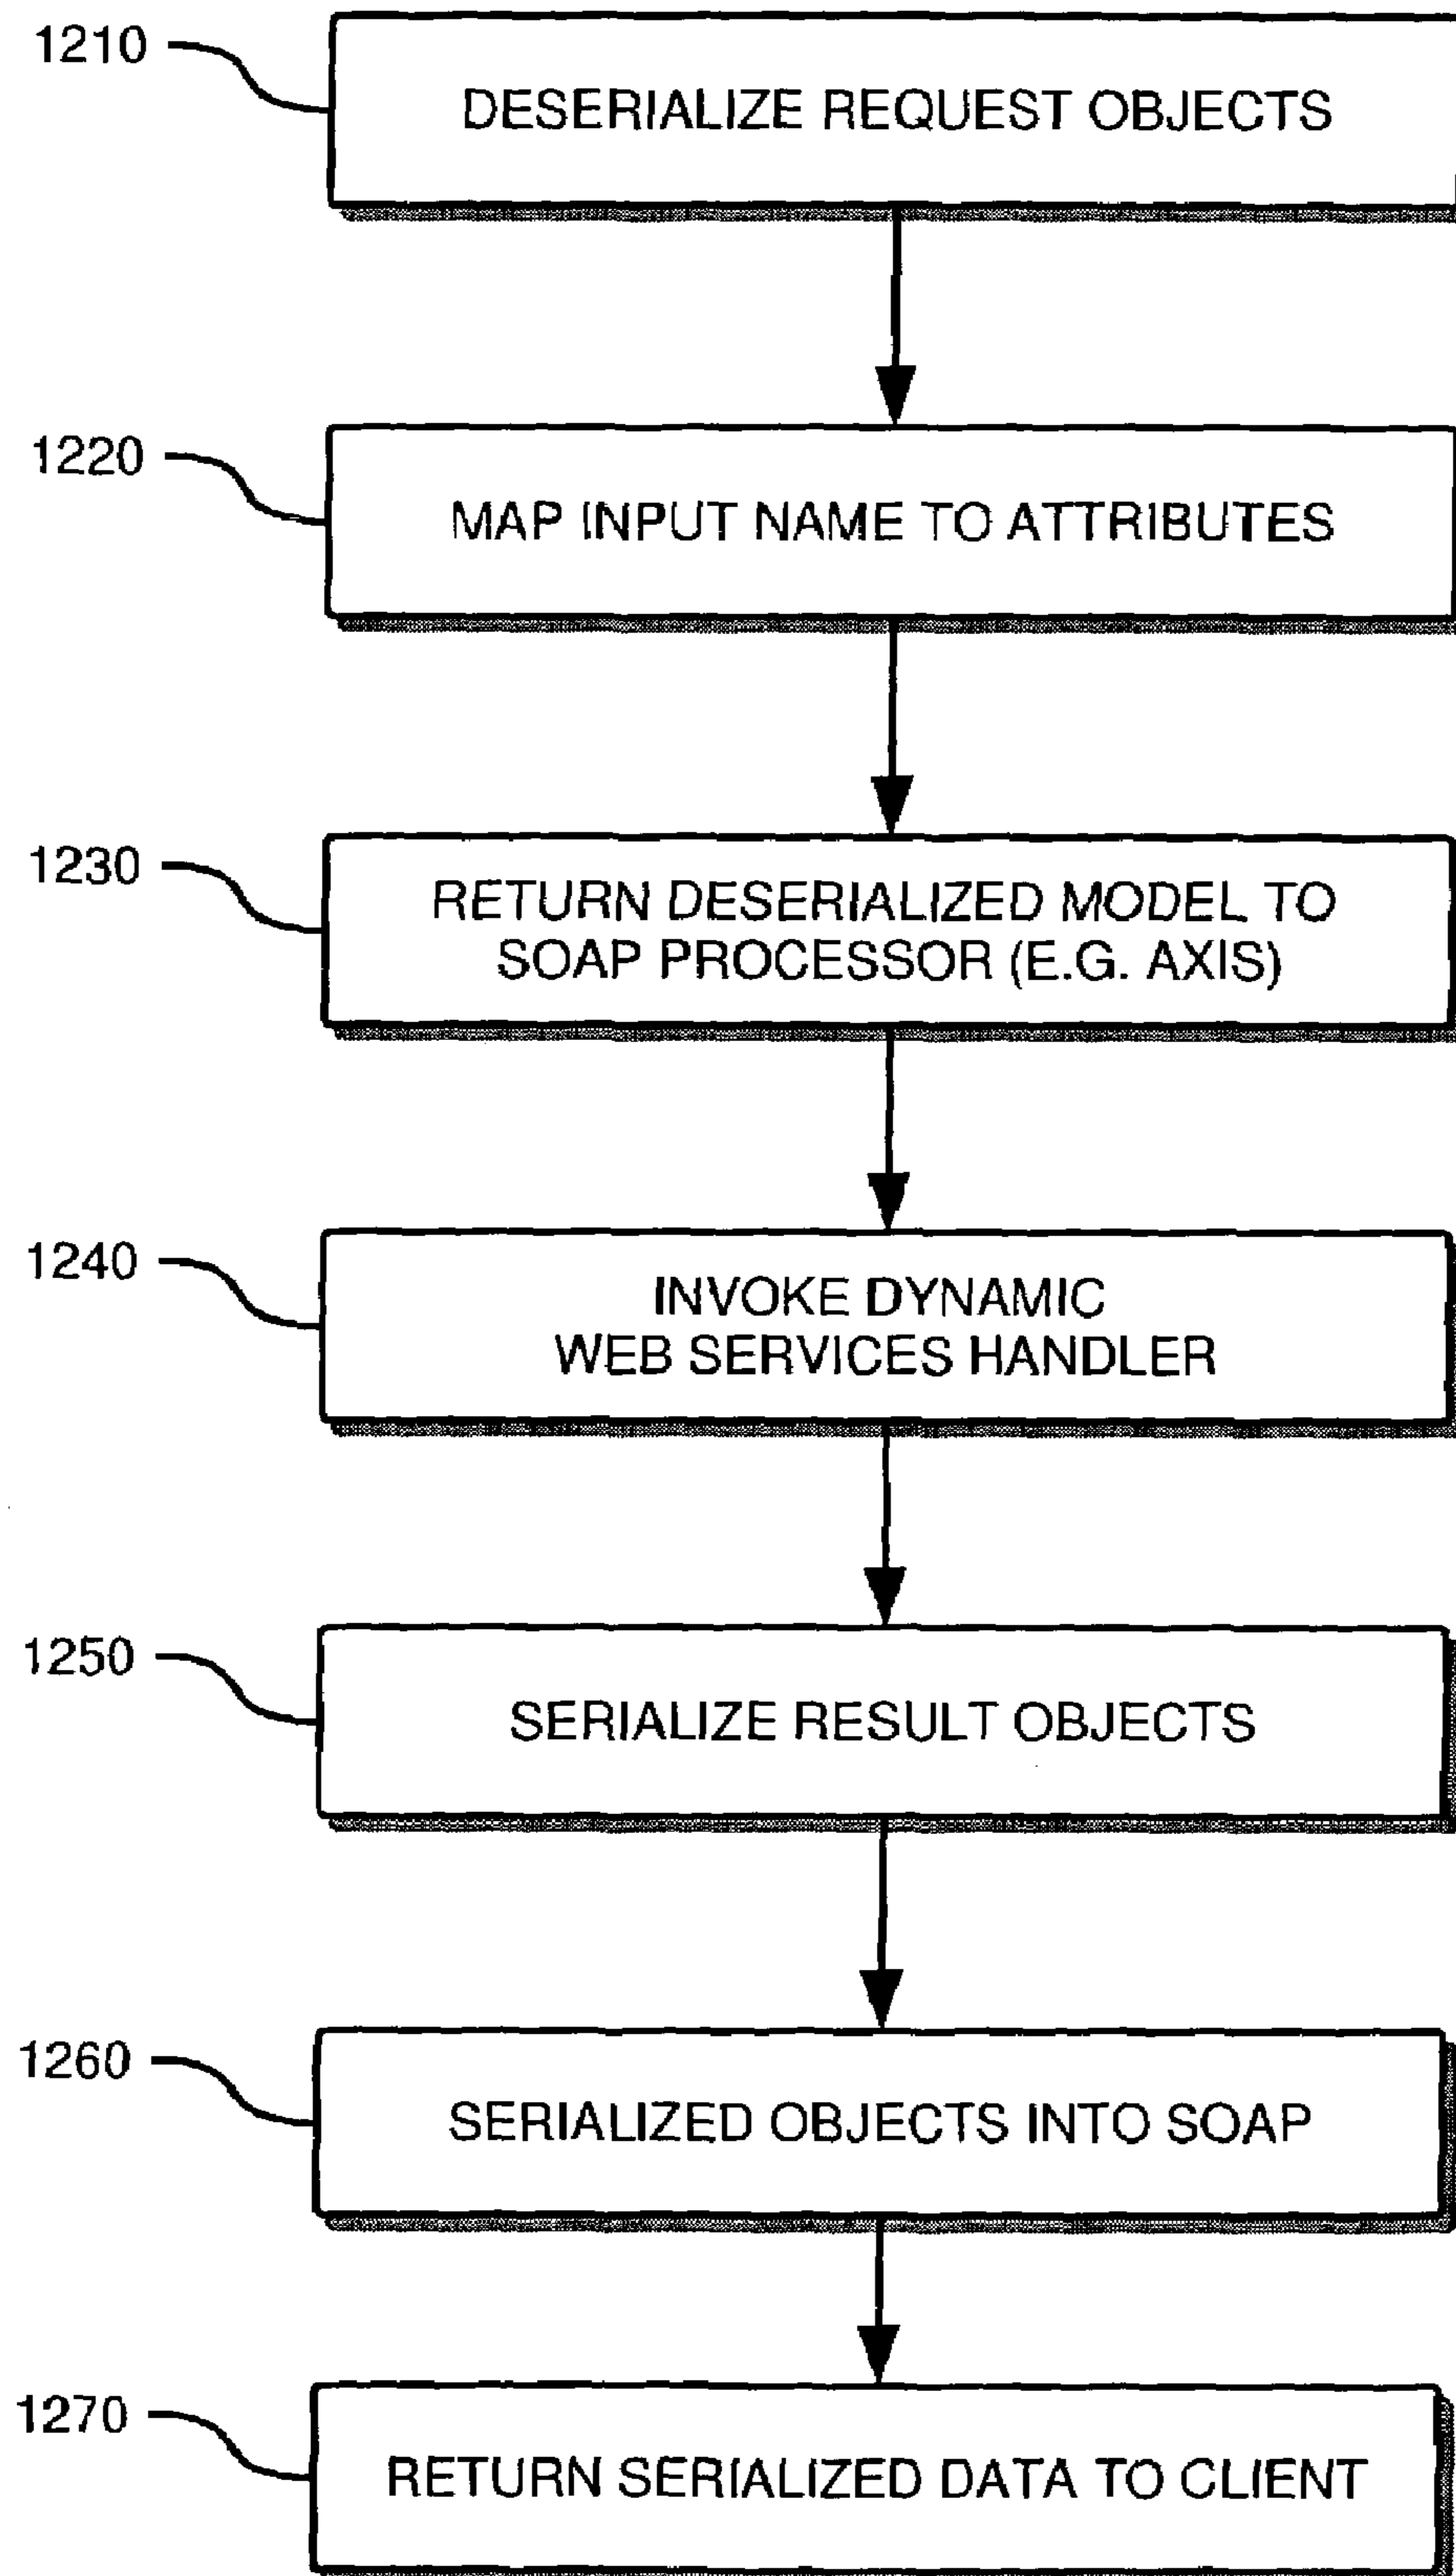 1210
DESERIALIZE REQUEST OBJECTS
1220
MAP INPUT NAME TO ATTRIBUTES
1230
RETURN DESERIALIZED MODEL TO
SOAP PROCESSOR (E.G. AXIS)
1240
INVOKE DYNAMIC
WEB SERVICES HANDLER
1250
SERIALIZE RESULT OBJECTS
1260
SERIALIZED OBJECTS INTO SOAP
1270
RETURN SERIALIZED DATA TO CLIENT